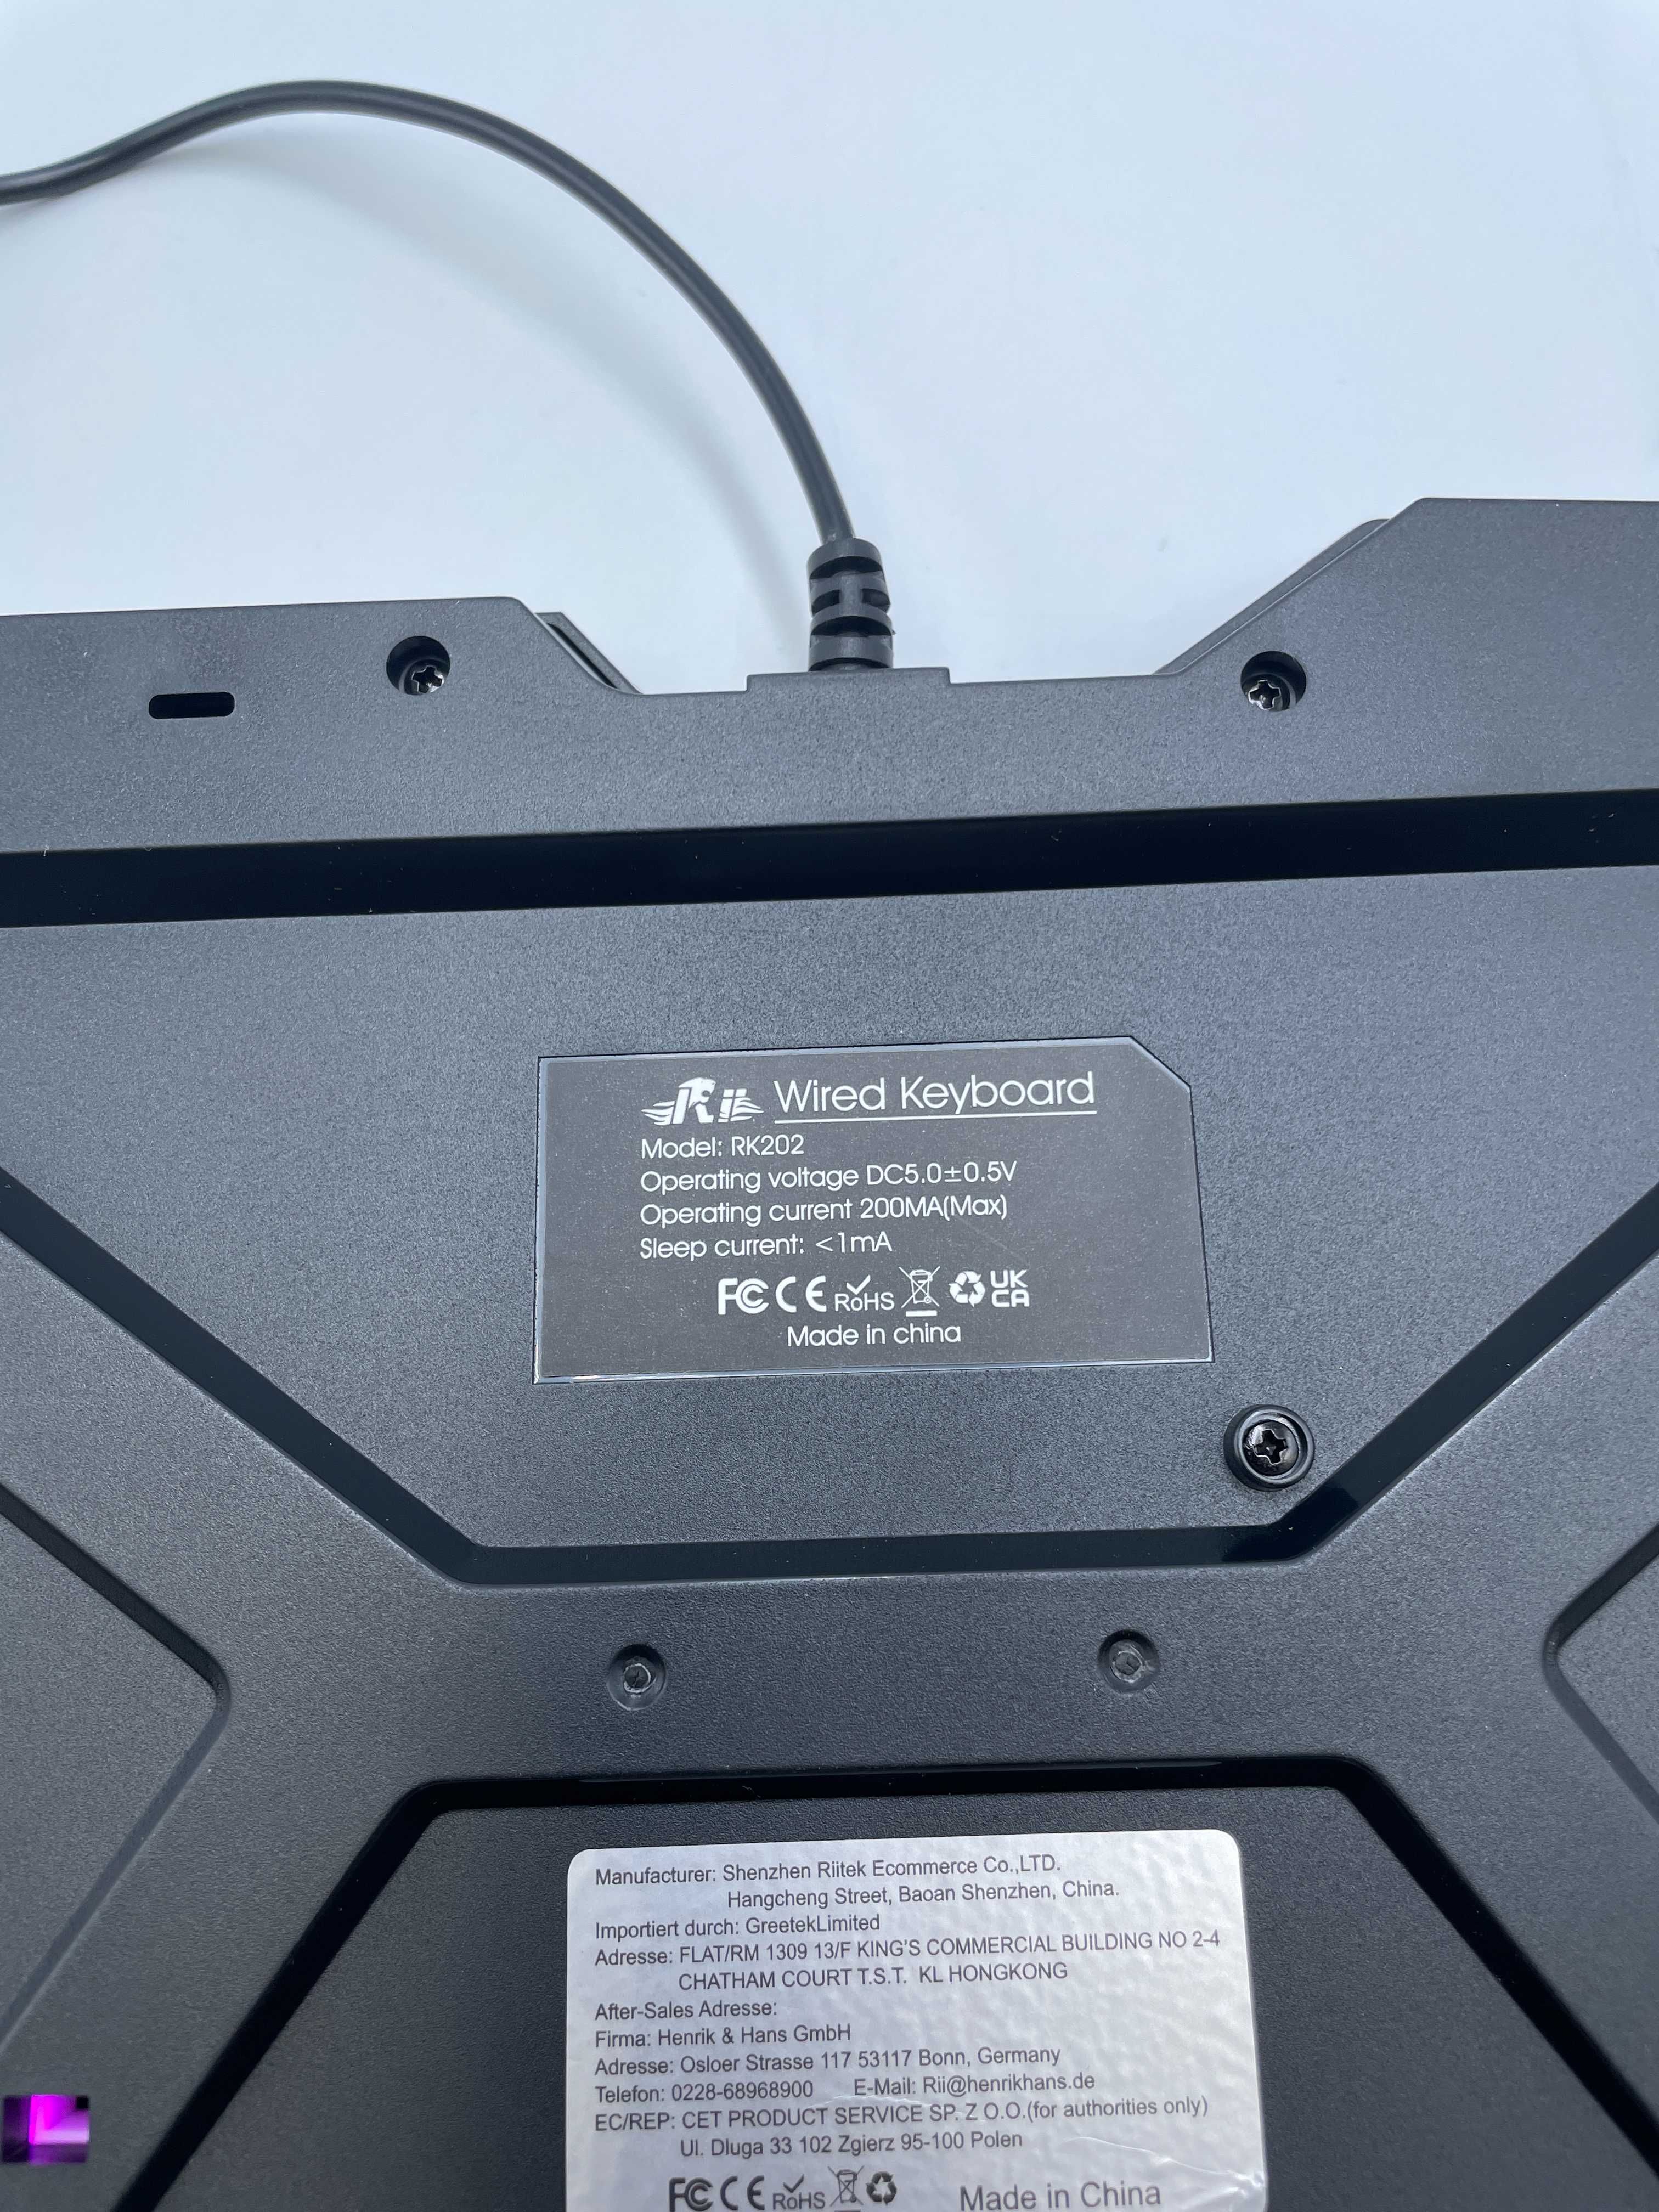 Rii Wired Keyboard
Model: RK202
Operating voltage DC5.0±0.5V
Operating current 200MA(Max)
Sleep current: <1mA
FC CE RoHS UK CA
Made in china
Manufacturer: Shenzhen Riitek Ecommerce Co.,LTD.
Hangcheng Street, Baoan Shenzhen, China.
Importiert durch: GreetekLimited
Adresse: FLAT/RM 1309 13/F KING'S COMMERCIAL BUILDING NO 2-4
CHATHAM COURT T.S.T. KL HONGKONG
After-Sales Adresse:
Firma: Henrik & Hans GmbH
Adresse: Osloer Strasse 117 53117 Bonn, Germany
Telefon: 0228-68968900 E-Mail: Rii@henrikhans.de
EC/REP: CET PRODUCT SERVICE SP. Z O.O.(for authorities only)
Ul. Dluga 33 102 Zgierz 95-100 Polen
FC CE RoHS Made in China